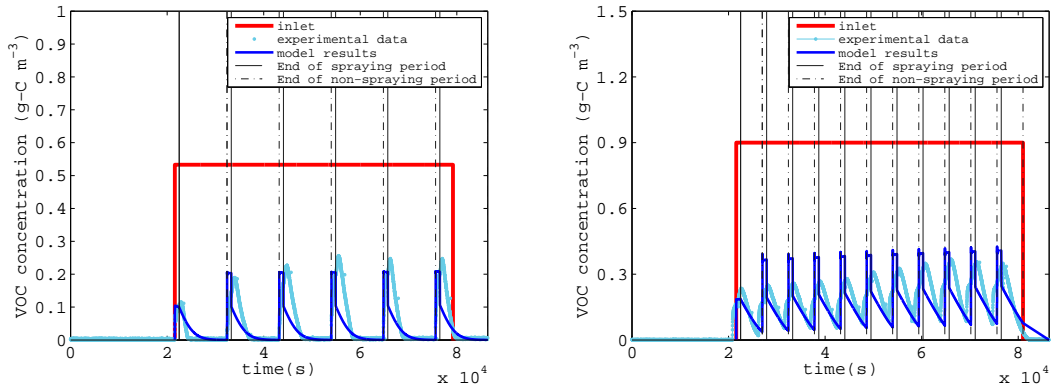 1
0.9
0.8
0.7
0.6
0.5
0.4
0.3
0.2
0.1
0
VOC concentration (g-C m⁻³)
inlet
experimental data
model results
End of spraying period
End of non-spraying period
0 2 4 6 8
time(s)
x 10⁴
1.5
1.2
0.9
0.6
0.3
0
VOC concentration (g-C m⁻³)
inlet
experimental data
model results
End of spraying period
End of non-spraying period
0 2 4 6 8
time(s)
x 10⁴